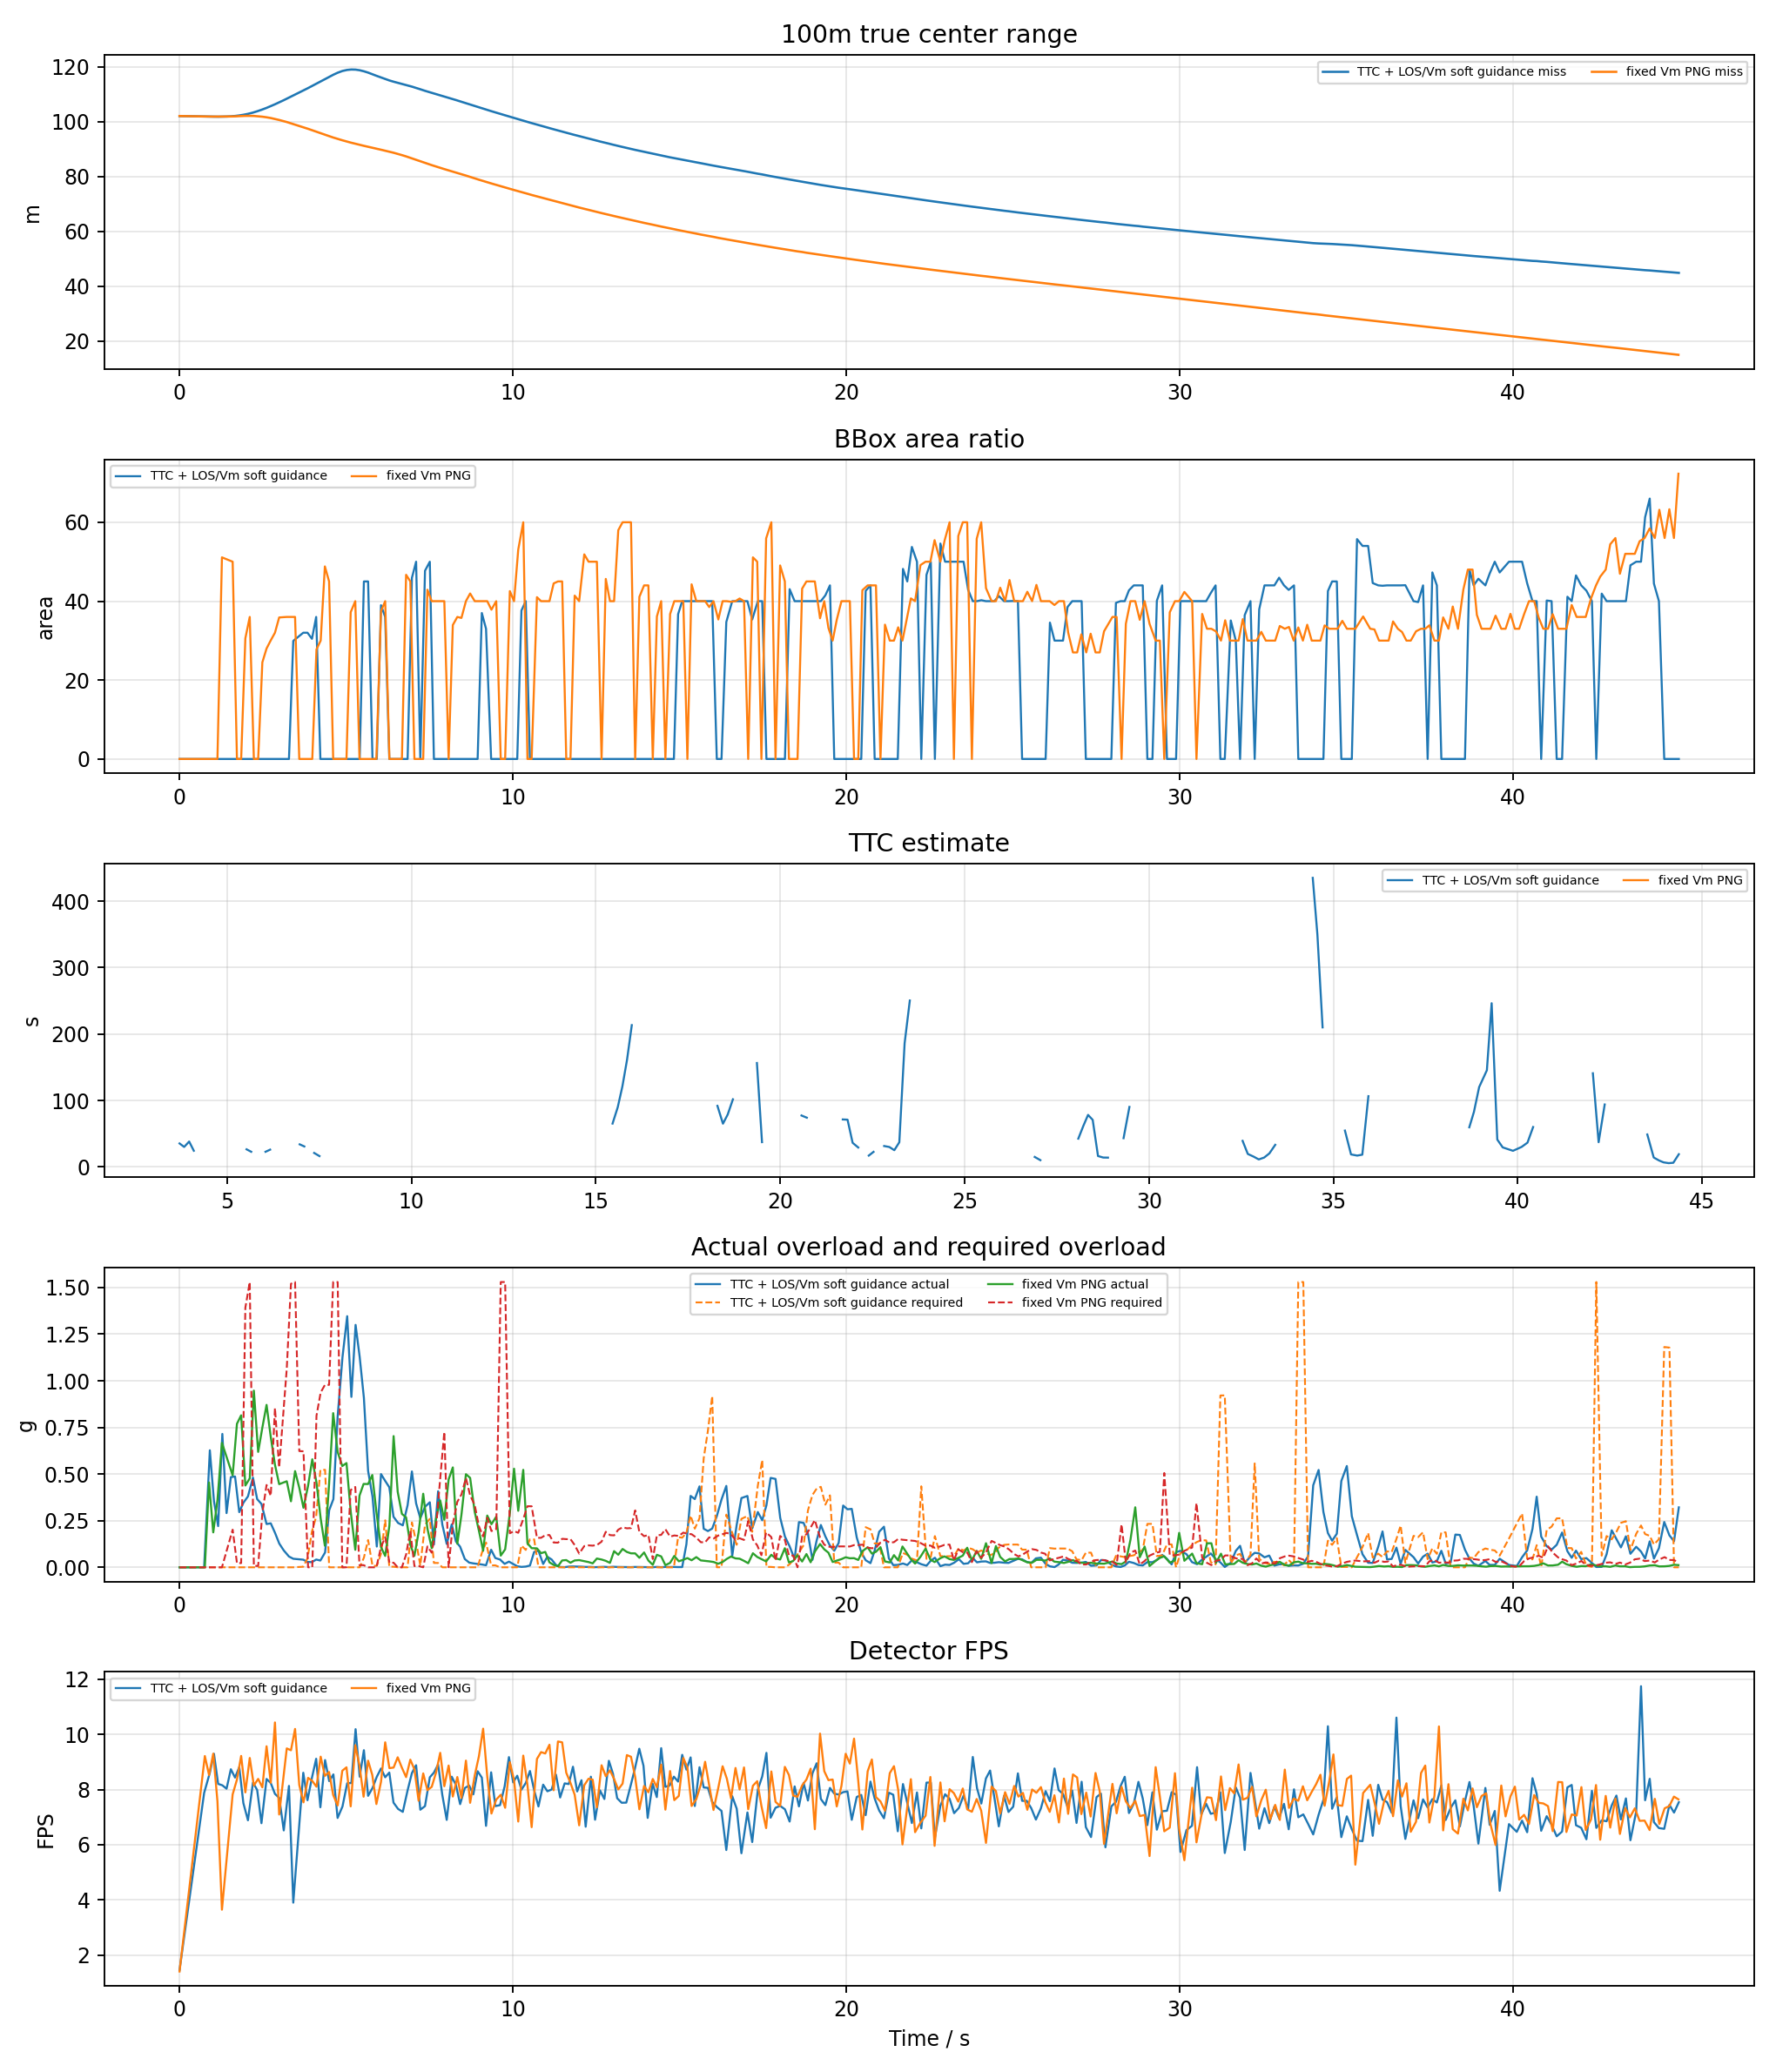 100m true center range
TTC + LOS/Vm soft guidance miss fixed Vm PNG miss
120
100
80
60
40
20
m
0 10 20 30 40
BBox area ratio
TTC + LOS/Vm soft guidance fixed Vm PNG
60
40
20
0
area
0 10 20 30 40
TTC estimate
TTC + LOS/Vm soft guidance fixed Vm PNG
400
300
200
100
0
s
5 10 15 20 25 30 35 40 45
Actual overload and required overload
TTC + LOS/Vm soft guidance actual fixed Vm PNG actual
TTC + LOS/Vm soft guidance required fixed Vm PNG required
1.50
1.25
1.00
0.75
0.50
0.25
0.00
g
0 10 20 30 40
Detector FPS
TTC + LOS/Vm soft guidance fixed Vm PNG
12
10
8
6
4
2
FPS
0 10 20 30 40
Time / s